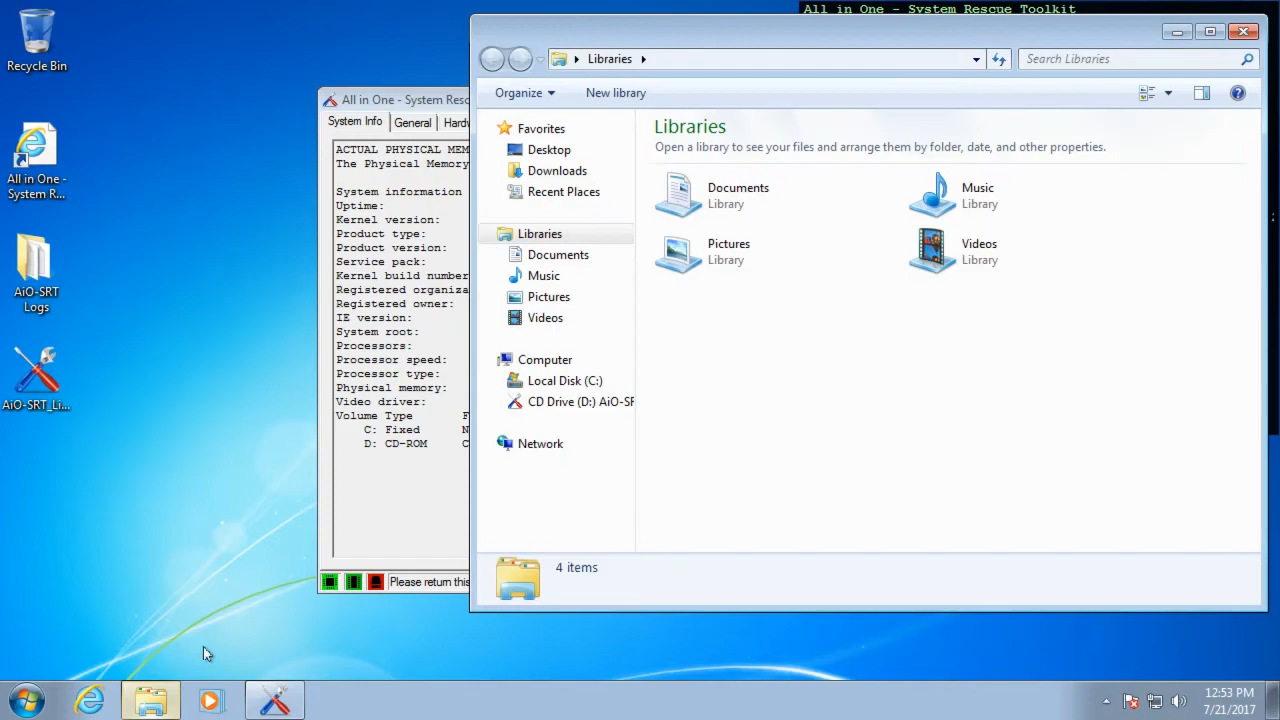 All in One - System Rescue Toolkit
Recycle Bin
All in One -
System R...
AiO-SRT
Logs
AiO-SRT_Li...
All in One - System
System Info
General
ACTUAL PHYSICAL
The Physical Memory
System information
Uptime:
Kernel version:
Product type:
Product version:
Service pack:
Kernel build number
Registered
Registered owner:
IE version:
System root:
Processors:
Processor speed:
Processor type:
Physical memory:
Video driver:
Volume Type
C: Fixed
D: CD-ROM
Please return this
Libraries
Search Libraries
Organize
New library
Favorites
Desktop
Downloads
Recent Places
Libraries
Documents
Music
Pictures
Videos
Computer
Local Disk (C:)
CD Drive (D:)
Network
Libraries
Open a library to see your files and arrange them by folder, date, and other properties.
Documents
Library
Music
Library
Pictures
Library
Videos
Library
4 items
12:53 PM
7/21/2017